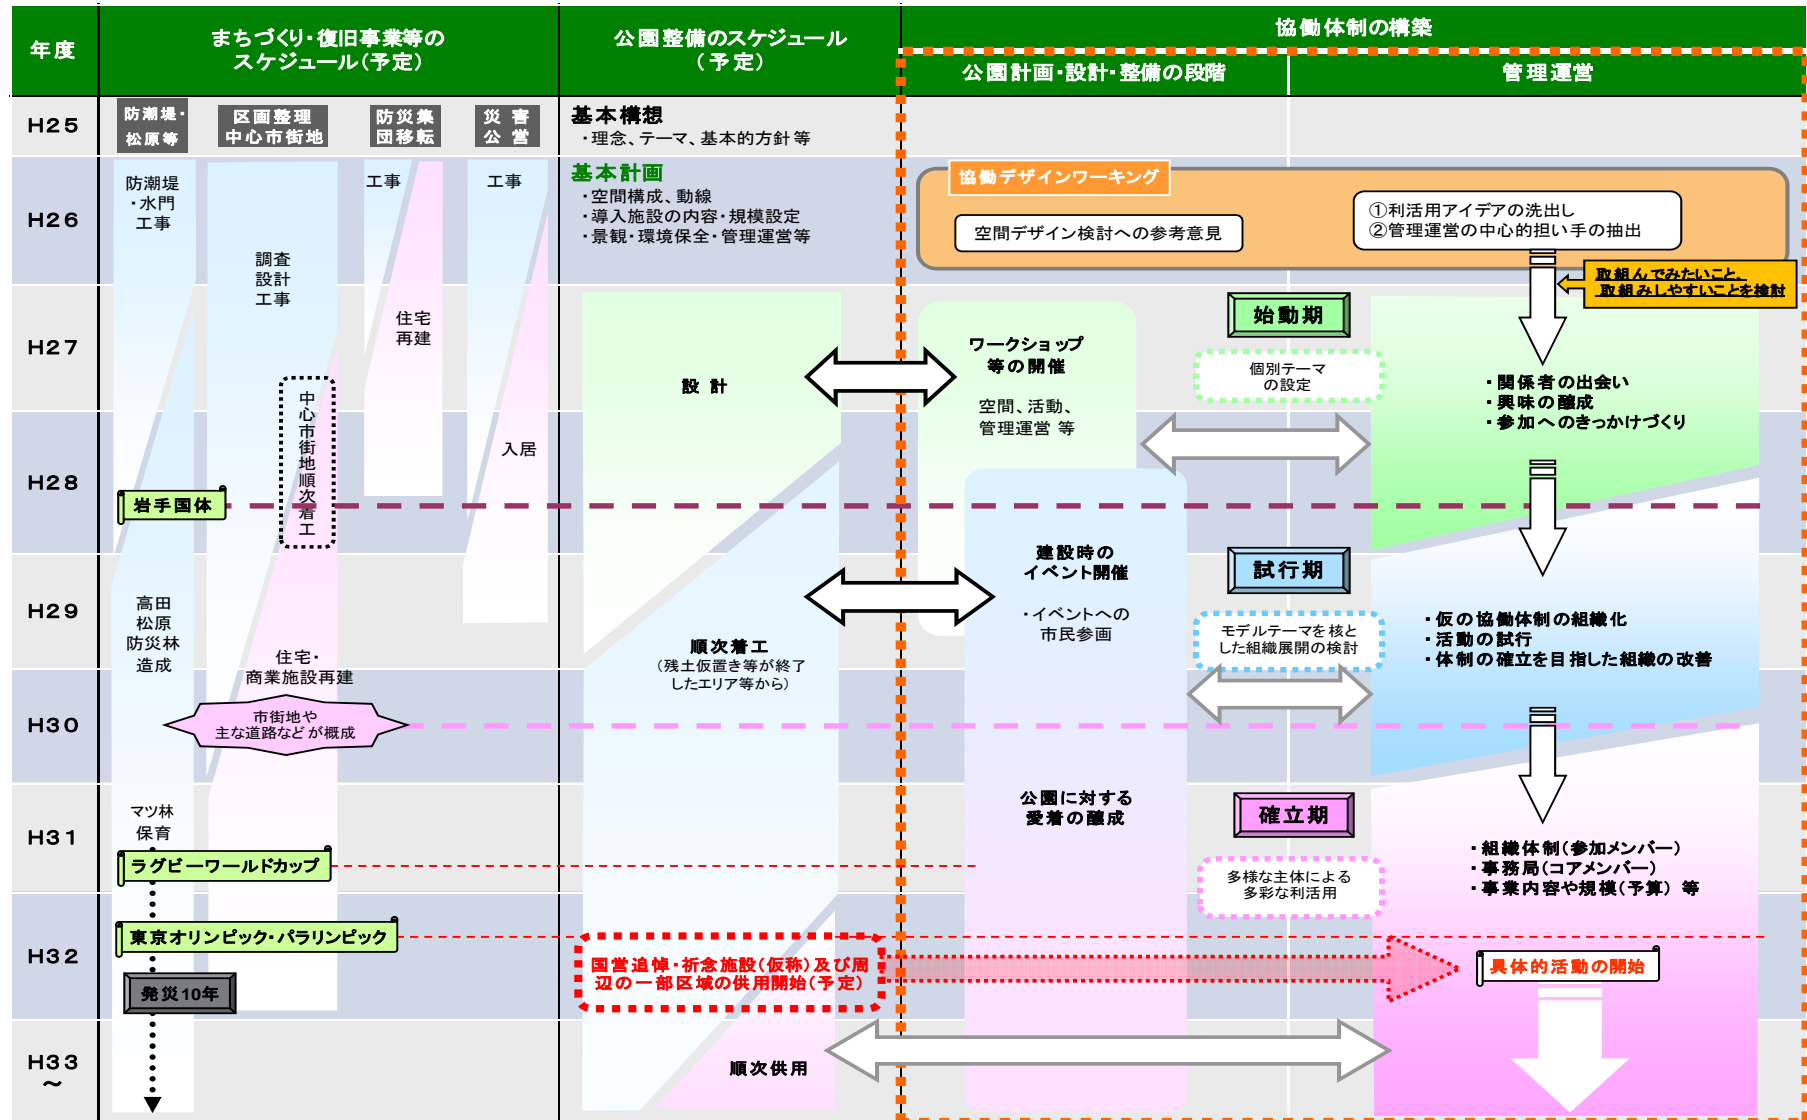 年度
まちづくり・復旧事業等の
スケジュール(予定)
公園整備のスケジュール
(予定)
協働体制の構築
公園計画・設計・整備の段階
管理運営
H25
防潮堤・
松原等
区画整理
中心市街地
防災集
団移転
災害
公営
基本構想
・理念、テーマ、基本的方針等
H26
防潮堤
・水門
工事
調査
設計
工事
工事
工事
基本計画
・空間構成、動線
・導入施設の内容・規模設定
・景観・環境保全・管理運営等
協働デザインワーキング
空間デザイン検討への参考意見
①利活用アイデアの洗出し
②管理運営の中心的担い手の抽出
取組んでみたいこと、
取組みしやすいことを検討
H27
住宅
再建
設計
ワークショップ
等の開催
空間、活動、
管理運営 等
始動期
個別テーマ
の設定
・関係者の出会い
・興味の醸成
・参加へのきっかけづくり
H28
中心市街地順次着工
入居
岩手国体
H29
高田
松原
防災林
造成
住宅・
商業施設再建
順次着工
(残土仮置き等が終了
したエリア等から)
建設時の
イベント開催
・イベントへの
市民参画
試行期
モデルテーマを核と
した組織展開の検討
・仮の協働体制の組織化
・活動の試行
・体制の確立を目指した組織の改善
H30
市街地や
主な道路などが概成
H31
マツ林
保育
ラグビーワールドカップ
公園に対する
愛着の醸成
確立期
多様な主体による
多彩な利活用
・組織体制(参加メンバー)
・事務局(コアメンバー)
・事業内容や規模(予算) 等
H32
東京オリンピック・パラリンピック
発災10年
国営追悼・祈念施設(仮称)及び周
辺の一部区域の供用開始(予定)
具体的活動の開始
H33
～
順次供用